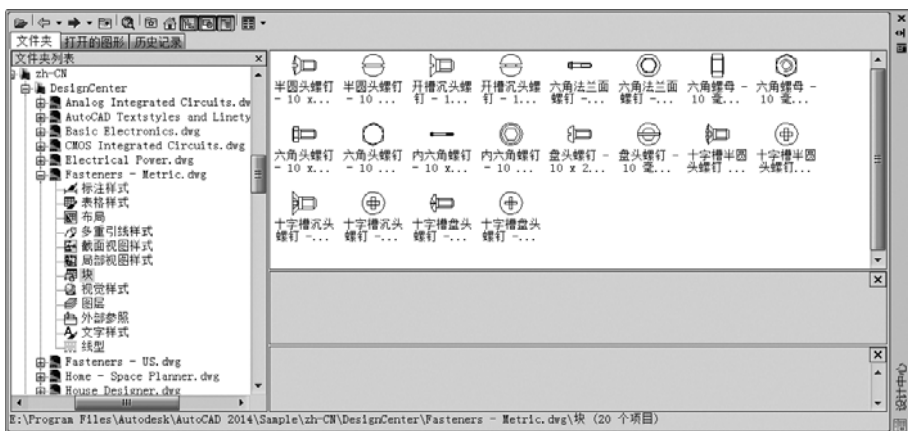 文件夹 打开的图形 历史记录
文件夹列表
zh-CN
DesignCenter
Analog Integrated Circuits.dw
AutoCAD Textstyles and Linety
Basic Electronics.dwg
CMOS Integrated Circuits.dwg
Electrical Power.dwg
Fasteners - Metric.dwg
标注样式
表格样式
布局
多重引线样式
截面视图样式
局部视图样式
块
视觉样式
图层
外部参照
文字样式
线型
Fasteners - US.dwg
Home - Space Planner.dwg
House Designer.dwg
半圆头螺钉 半圆头螺钉 开槽沉头螺 开槽沉头螺 六角法兰面 六角法兰面 六角螺母 - 六角螺母 -
- 10 x... - 10 ... 钉 - 1... 钉 - 1... 螺钉 -... 螺钉 -... 10 毫... 10 毫...
六角头螺钉 六角头螺钉 内六角螺钉 内六角螺钉 盘头螺钉 - 盘头螺钉 - 十字槽半圆 十字槽半圆
- 10 x... - 10 ... - 10 x... - 10 ... 10 x 2... 10 毫... 头螺钉 ... 头螺钉...
十字槽沉头 十字槽沉头 十字槽盘头 十字槽盘头
螺钉 -... 螺钉 -... 螺钉 -... 螺钉 -...
设计中心
E:\Program Files\Autodesk\AutoCAD 2014\Sample\zh-CN\DesignCenter\Fasteners - Metric.dwg\块 (20 个项目)